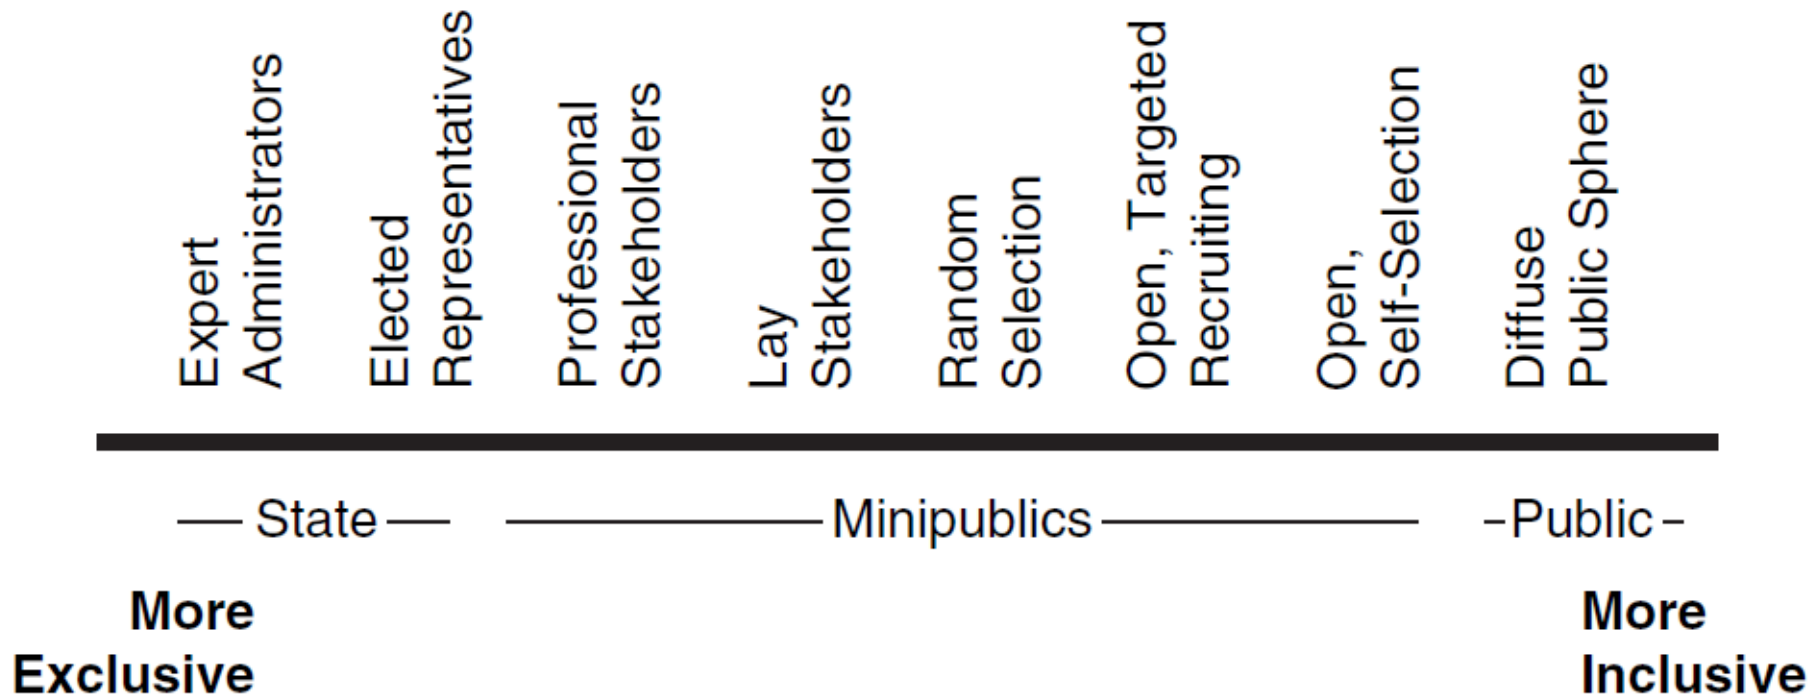 Expert
Administrators
Elected
Representatives
Professional
Stakeholders
Lay
Stakeholders
Random
Selection
Open, Targeted
Recruiting
Open,
Self-Selection
Diffuse
Public Sphere
State
Minipublics
Public
More
Exclusive
More
Inclusive